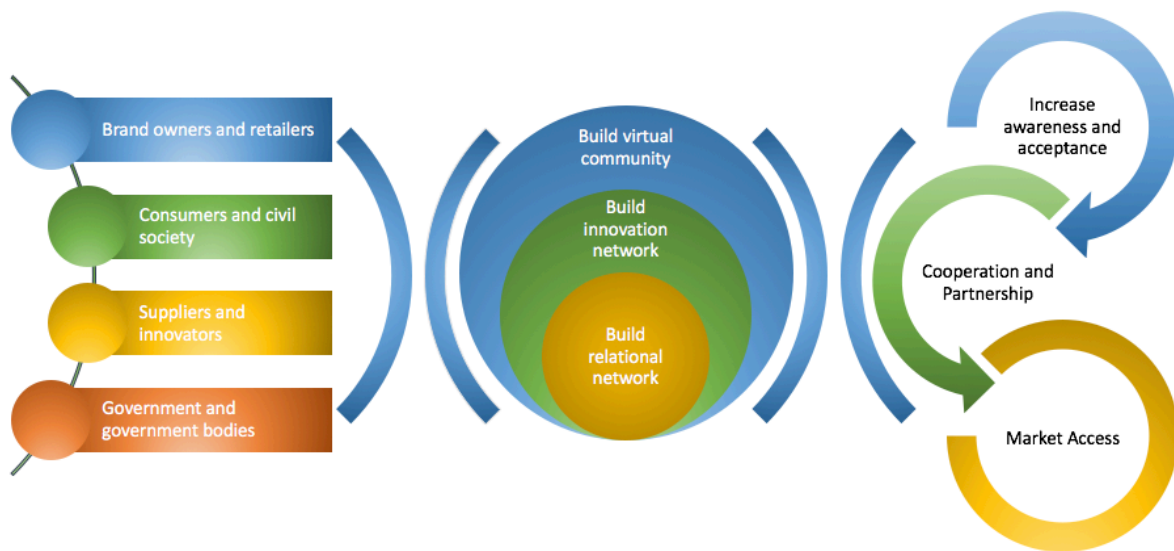 Brand owners and retailers
Consumers and civil
society
Suppliers and
innovators
Government and
government bodies
Build virtual
community
Build
innovation
network
Build
relational
network
Increase
awareness and
acceptance
Cooperation and
Partnership
Market Access